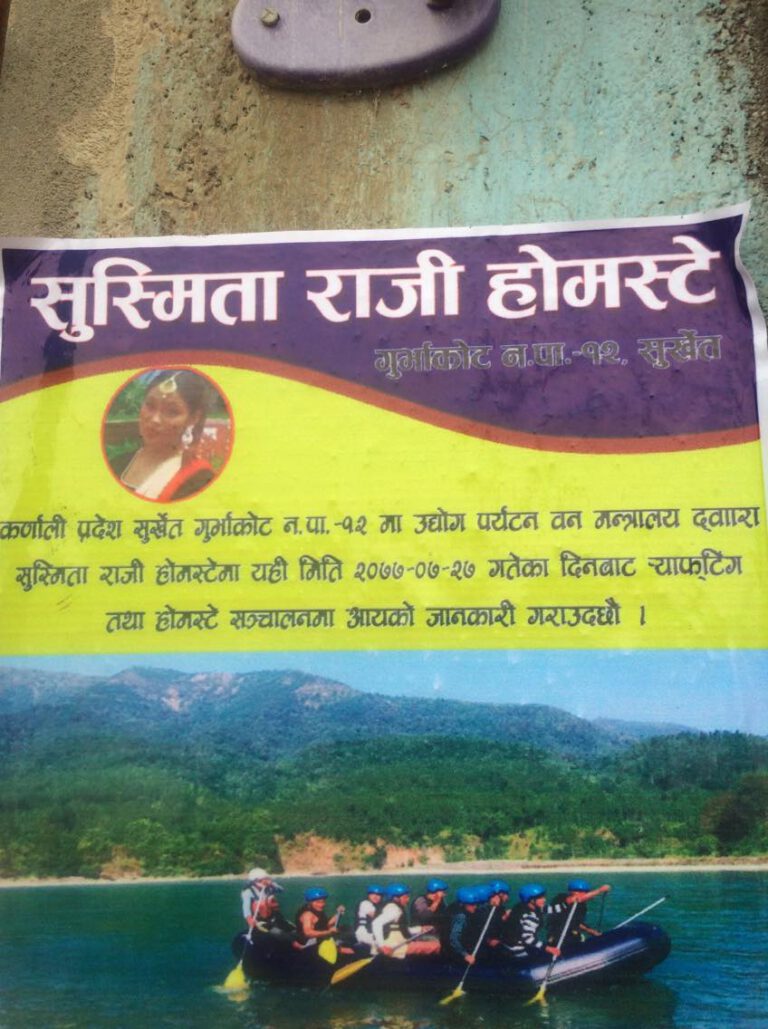 सुस्मिता राजी होमस्टे
गुर्भाकोट न.पा.-१२, सुर्खेत
कर्णाली प्रदेश सुर्खेत गुर्भाकोट न.पा.-१२ मा उद्योग पर्यटन वन मन्त्रालय द्वाारा
सुस्मिता राजी होमस्टेमा यही मिति २०७७-०७-२७ गतेका दिनबाट र्‍याफ्‌टिंग
तथा होमस्टे सञ्चालनमा आयको जानकारी गराउदछौ ।